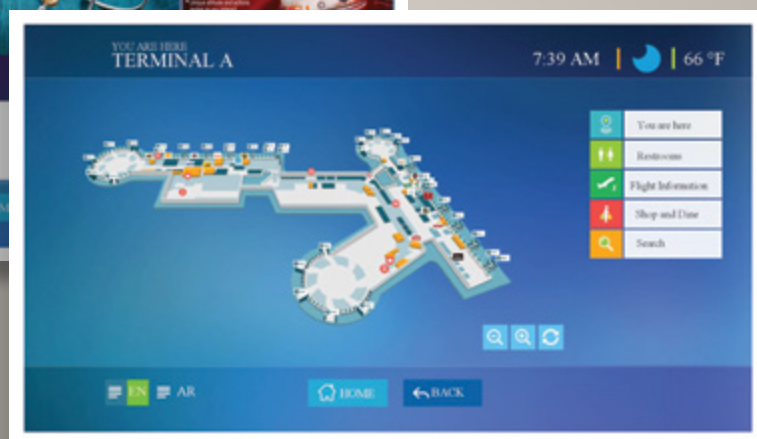 YOU ARE HERE
TERMINAL A
7:39 AM
66 °F
You are here
Restrooms
Flight Information
Shop and Dine
Search
EN
AR
HOME
BACK